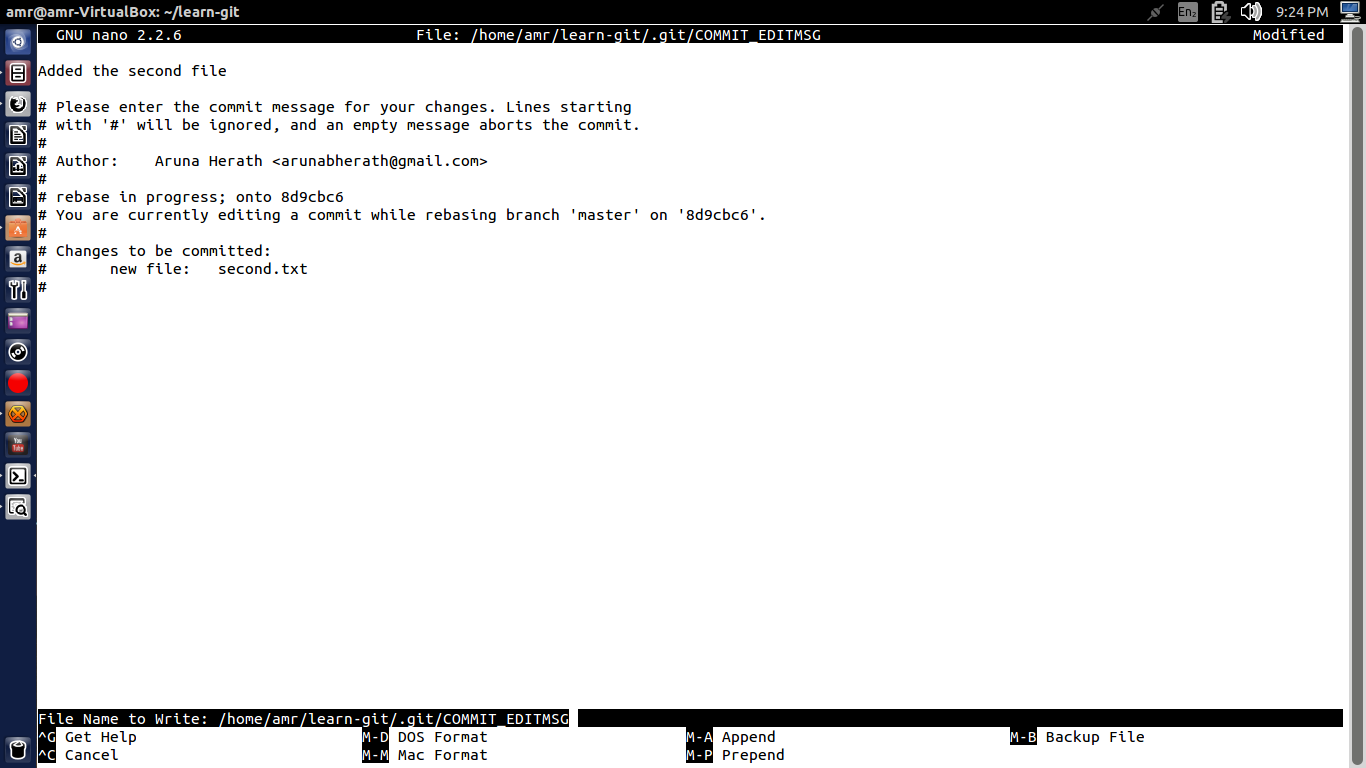 amr@amr-VirtualBox: ~/learn-git
En2
9:24 PM
GNU nano 2.2.6 File: /home/amr/learn-git/.git/COMMIT_EDITMSG Modified
Added the second file
# Please enter the commit message for your changes. Lines starting
# with '#' will be ignored, and an empty message aborts the commit.
#
# Author: Aruna Herath <arunabherath@gmail.com>
#
# rebase in progress; onto 8d9cbc6
# You are currently editing a commit while rebasing branch 'master' on '8d9cbc6'.
#
# Changes to be committed:
# new file: second.txt
#
You
Tube
File Name to Write: /home/amr/learn-git/.git/COMMIT_EDITMSG
^G Get Help M-D DOS Format M-A Append M-B Backup File
^C Cancel M-M Mac Format M-P Prepend